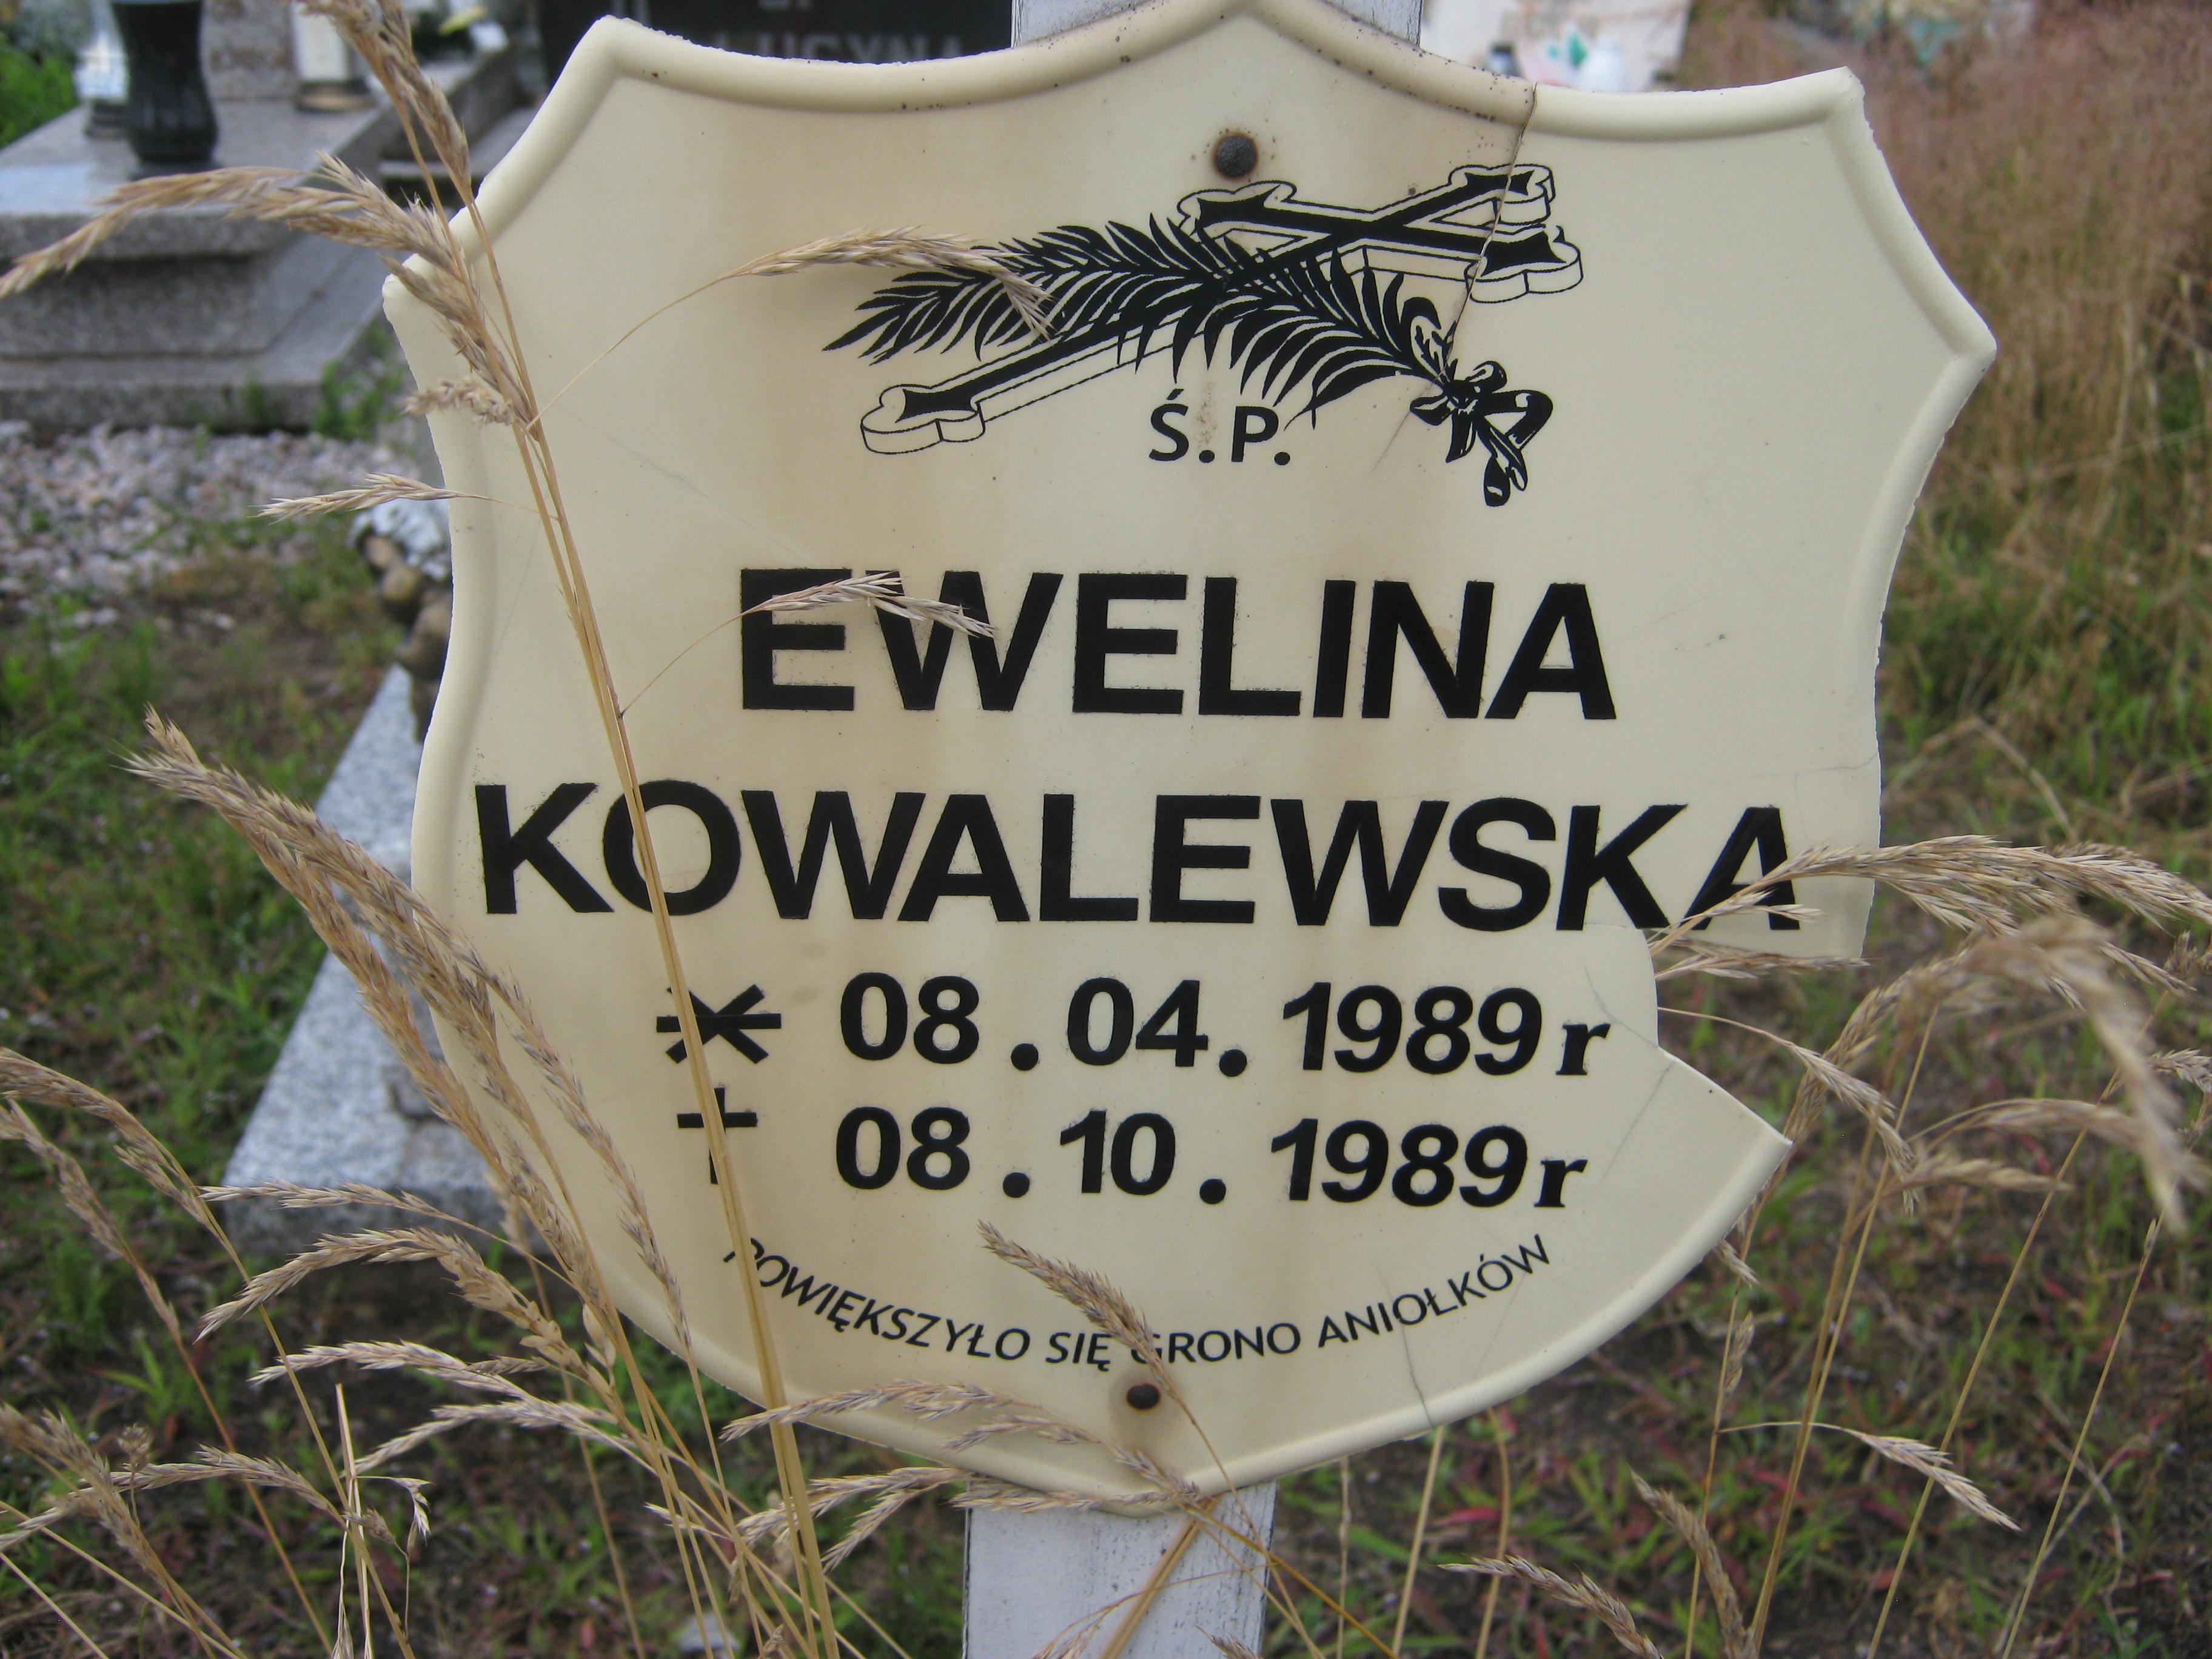 Ś.P.
EWELINA
KOWALEWSKA
* 08.04.1989r
† 08.10.1989r
POWIĘKSZYŁO SIĘ GRONO ANIOŁKÓW